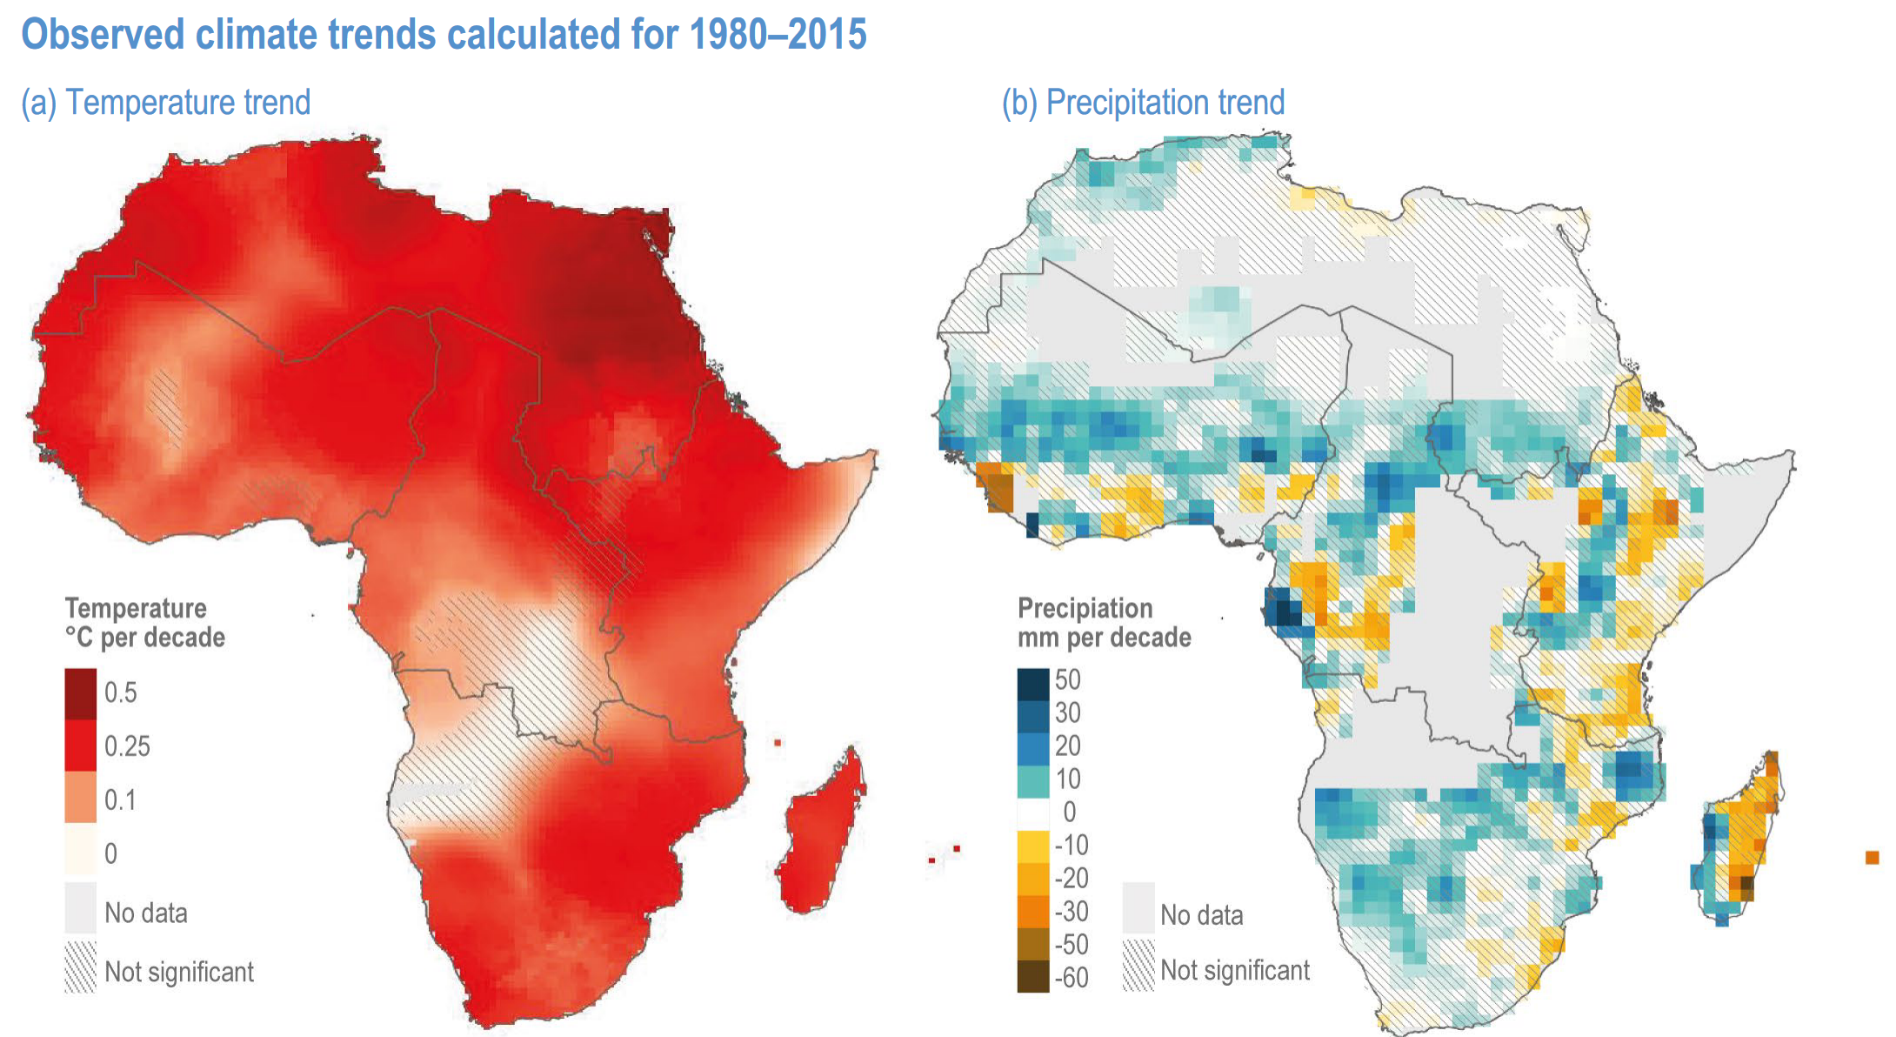 Observed climate trends calculated for 1980–2015
(a) Temperature trend
(b) Precipitation trend
Temperature
°C per decade
0.5
0.25
0.1
0
No data
Not significant
Precipiation
mm per decade
50
30
20
10
0
-10
-20
-30
-50
-60
No data
Not significant